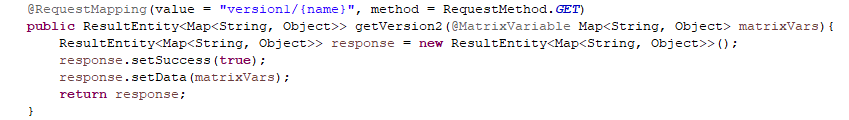 @RequestMapping(value = "version1/{name}", method = RequestMethod.GET)
public ResultEntity<Map<String, Object>> getVersion2(@MatrixVariable Map<String, Object> matrixVars){
ResultEntity<Map<String, Object>> response = new ResultEntity<Map<String, Object>>();
response.setSuccess(true);
response.setData(matrixVars);
return response;
}